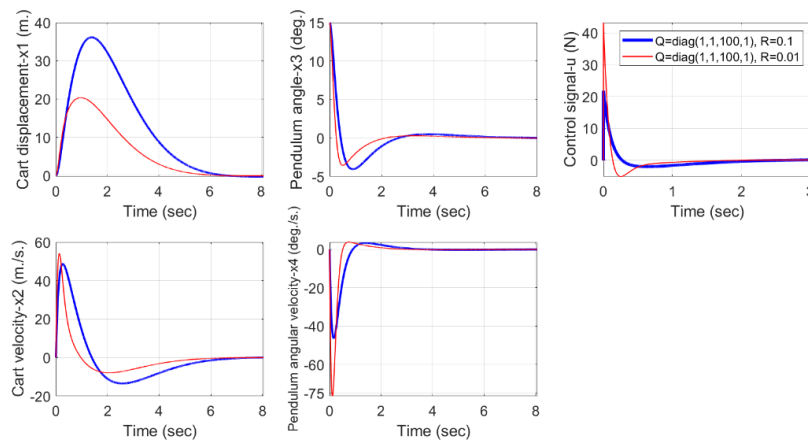 Cart displacement-x1 (m.)
40
30
20
10
0
0 2 4 6 8
Time (sec)
Pendulum angle-x3 (deg.)
15
10
5
0
-5
0 2 4 6 8
Time (sec)
Control signal-u (N)
40
30
20
10
0
0 1 2 3
Time (sec)
Q=diag(1,1,100,1), R=0.1
Q=diag(1,1,100,1), R=0.01
Cart velocity-x2 (m./s.)
60
40
20
0
-20
0 2 4 6 8
Time (sec)
Pendulum angular velocity-x4 (deg./s.)
0
-20
-40
-60
-75
0 2 4 6 8
Time (sec)